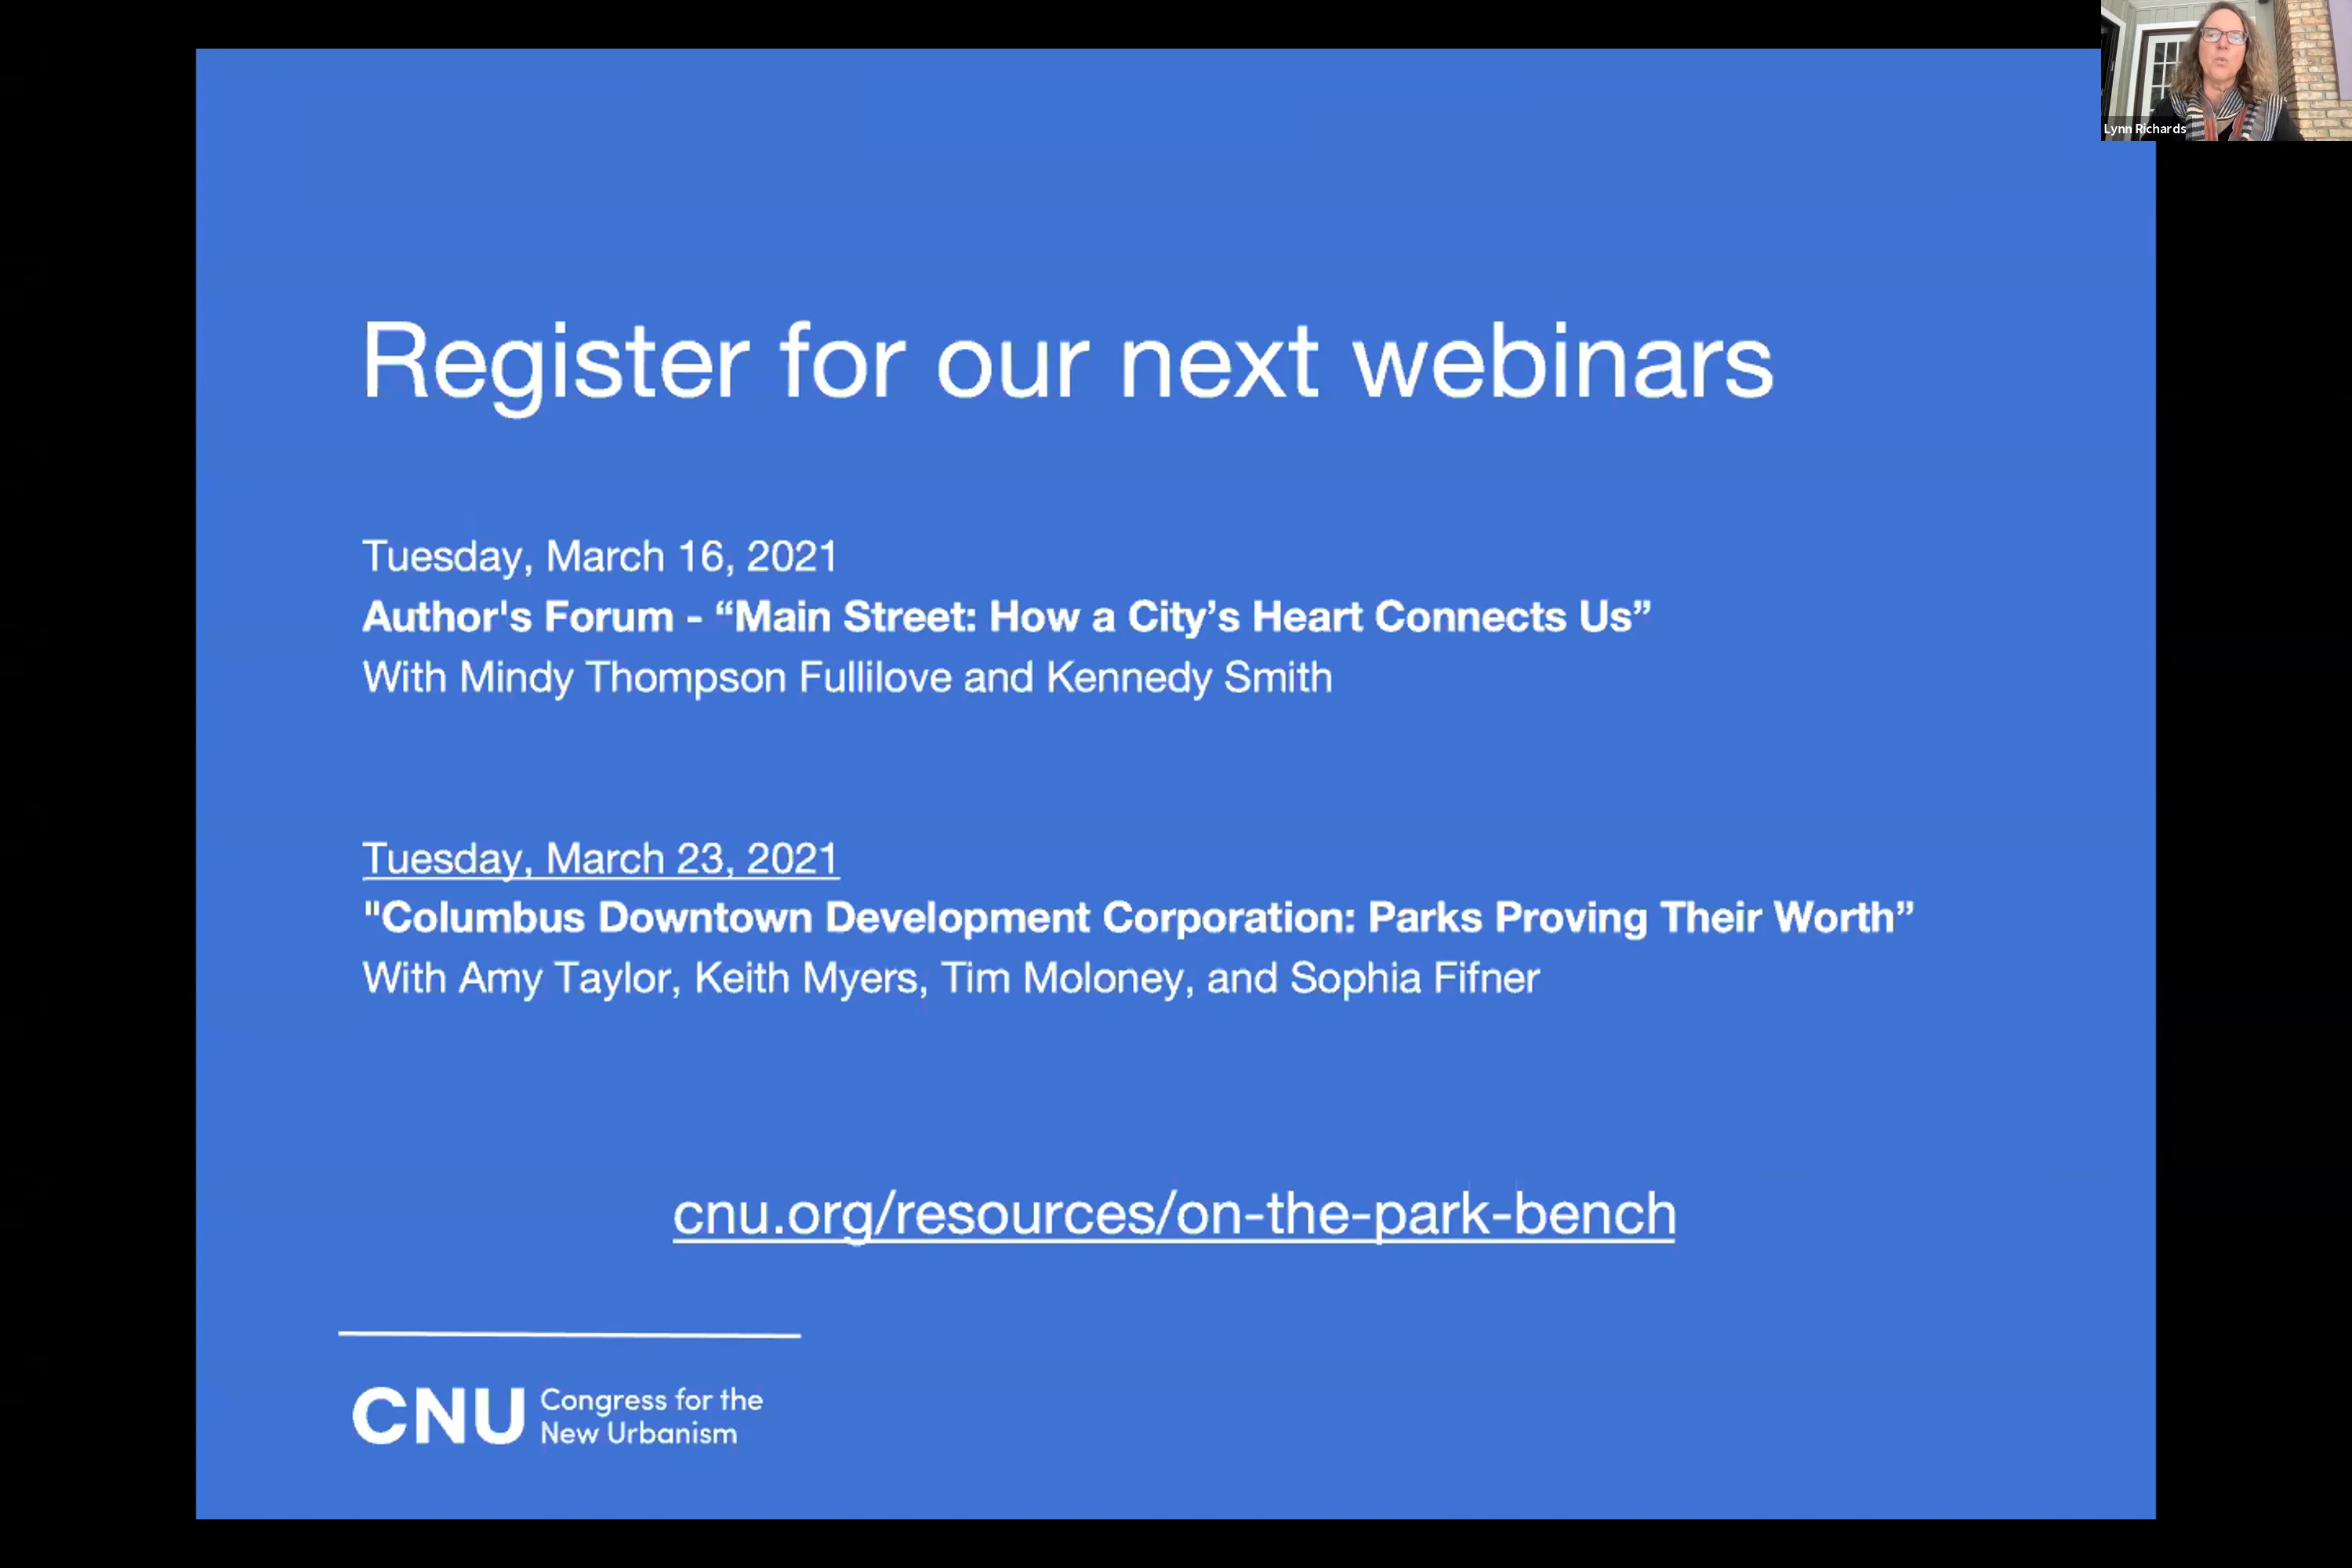 Lynn Richards
Register for our next webinars
Tuesday, March 16, 2021
Author's Forum - “Main Street: How a City’s Heart Connects Us”
With Mindy Thompson Fullilove and Kennedy Smith
Tuesday, March 23, 2021
"Columbus Downtown Development Corporation: Parks Proving Their Worth”
With Amy Taylor, Keith Myers, Tim Moloney, and Sophia Fifner
cnu.org/resources/on-the-park-bench
CNU Congress for the
New Urbanism